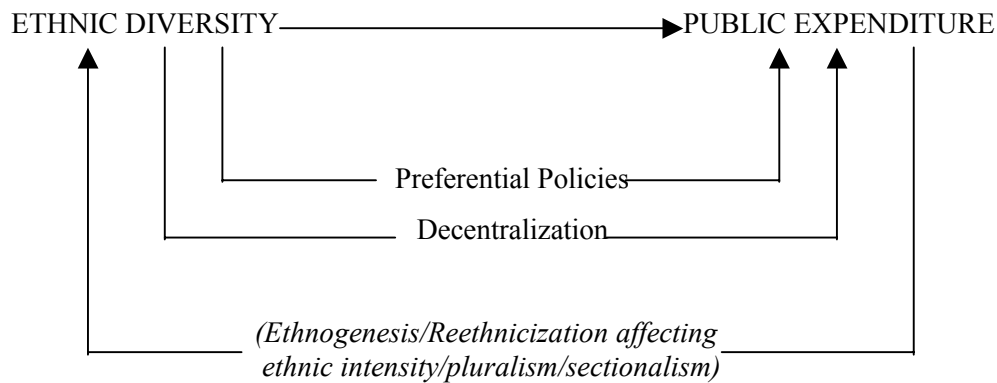 ETHNIC DIVERSITY PUBLIC EXPENDITURE
Preferential Policies
Decentralization
(Ethnogenesis/Reethnicization affecting
ethnic intensity/pluralism/sectionalism)